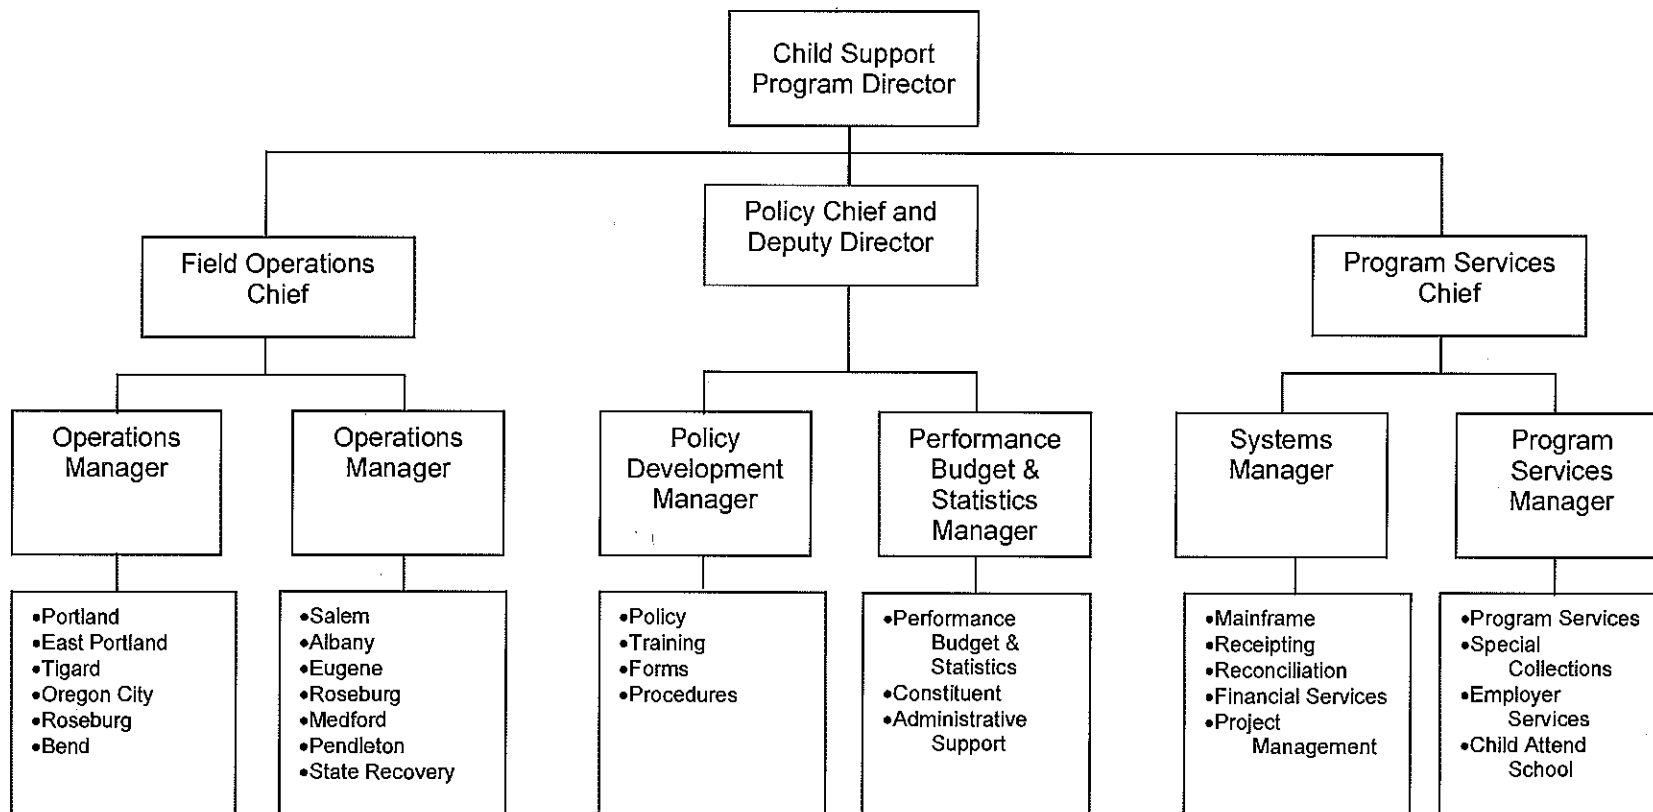 Child Support
Program Director
Policy Chief and
Deputy Director
Field Operations
Chief
Program Services
Chief
Operations
Manager
Operations
Manager
Policy
Development
Manager
Performance
Budget &
Statistics
Manager
Systems
Manager
Program
Services
Manager
•Portland
•East Portland
•Tigard
•Oregon City
•Roseburg
•Bend
•Salem
•Albany
•Eugene
•Roseburg
•Medford
•Pendleton
•State Recovery
•Policy
•Training
•Forms
•Procedures
•Performance
Budget &
Statistics
•Constituent
•Administrative
Support
•Mainframe
•Receipting
•Reconciliation
•Financial Services
•Project
Management
•Program Services
•Special
Collections
•Employer
Services
•Child Attend
School